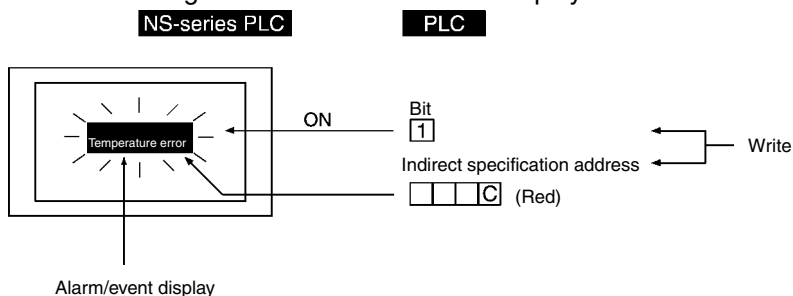 NS-series PLC
PLC
ON
Bit
1
Temperature error
Write
Indirect specification address
C (Red)
Alarm/event display